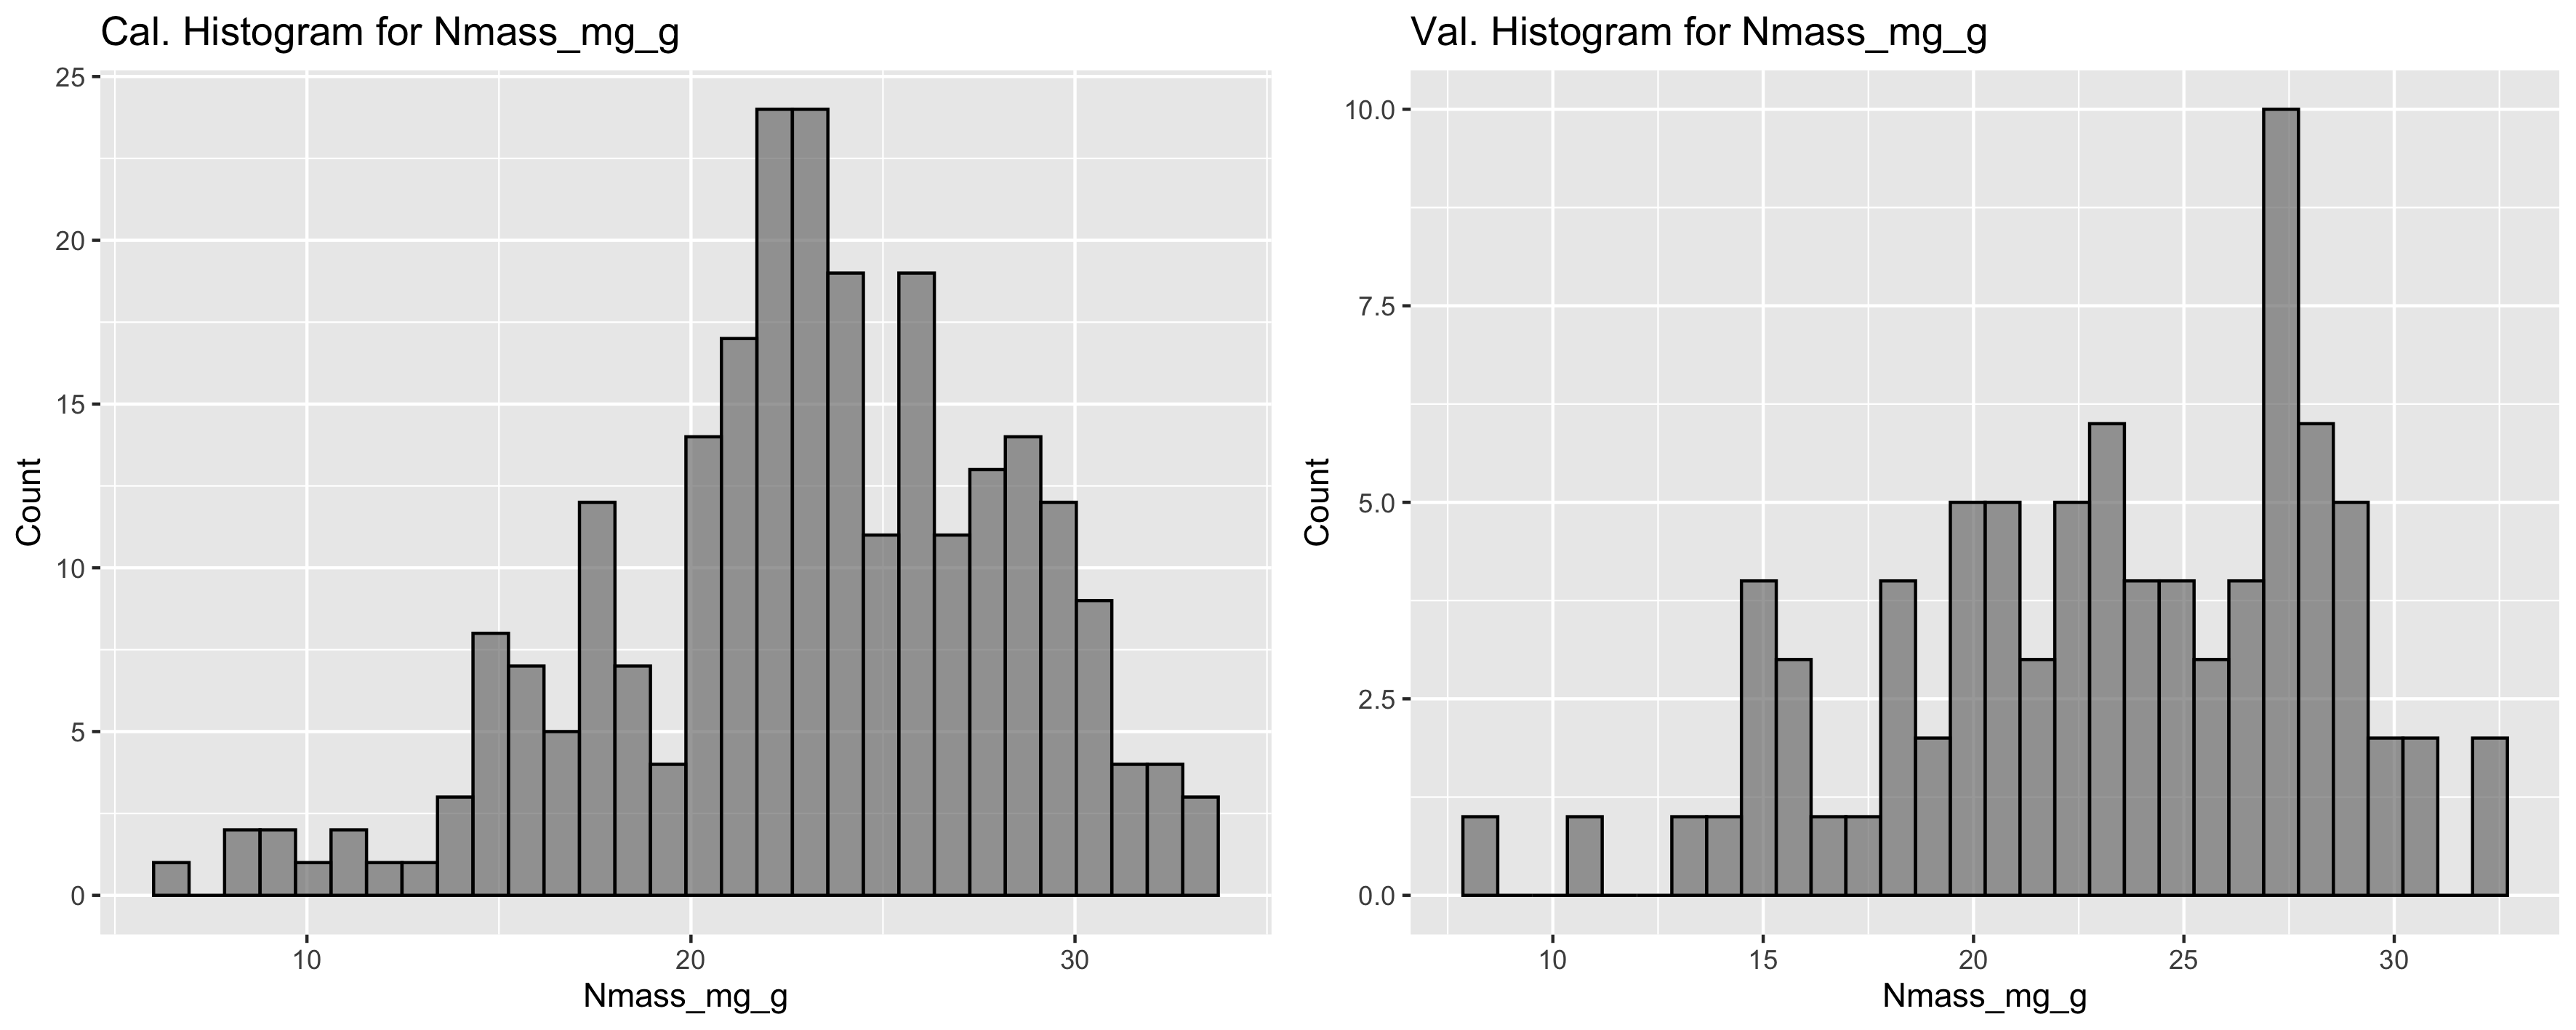 Cal. Histogram for Nmass_mg_g
25
20
15
10
5
0
Count
10 20 30
Nmass_mg_g
Val. Histogram for Nmass_mg_g
10.0
7.5
5.0
2.5
0.0
Count
10 15 20 25 30
Nmass_mg_g